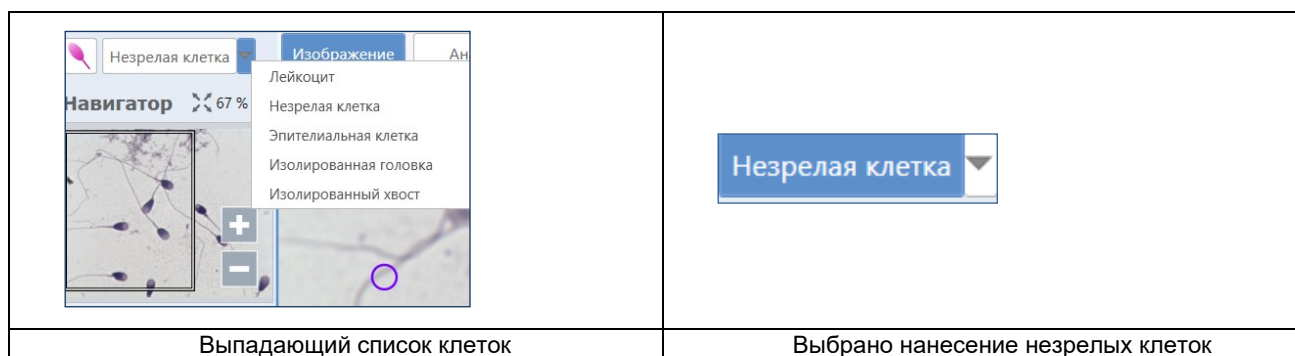 Незрелая клетка Изображение Ан
Лейкоцит
Навигатор 67 % Незрелая клетка
Эпителиальная клетка
Изолированная головка
Изолированный хвост
Незрелая клетка
Выпадающий список клеток
Выбрано нанесение незрелых клеток